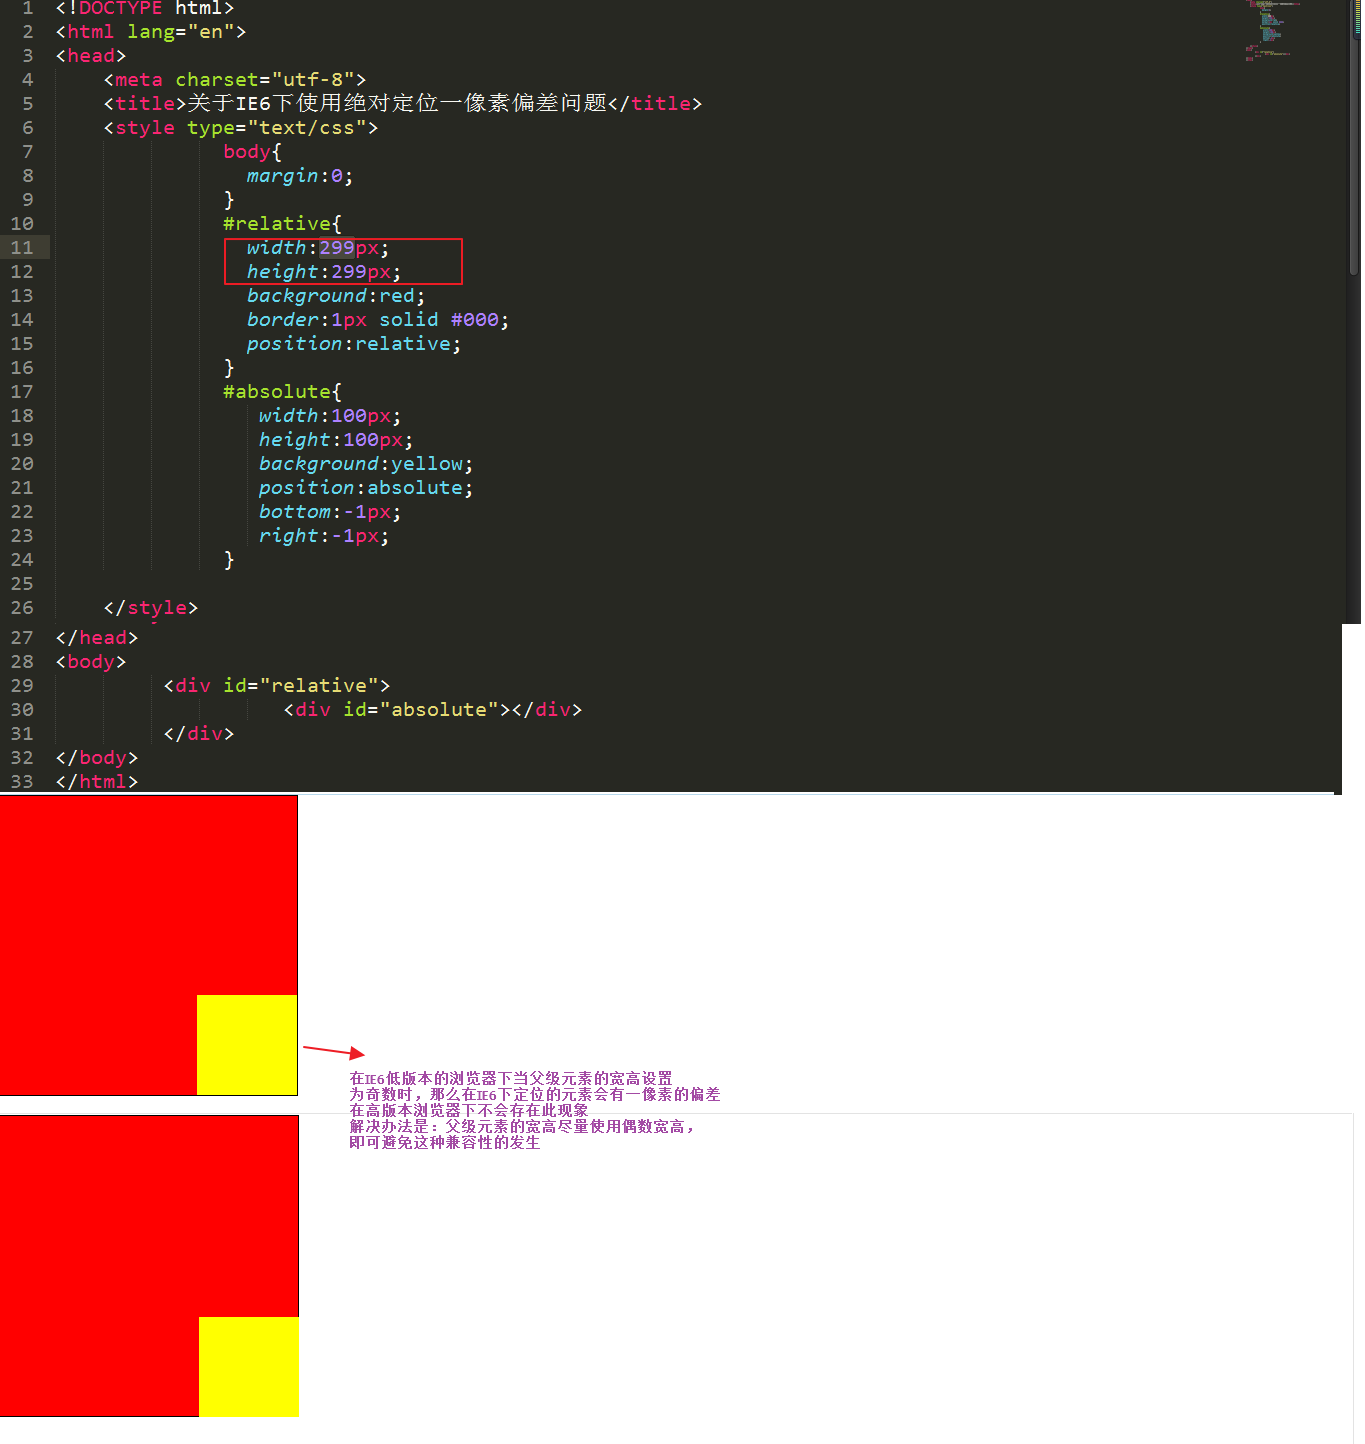 1 <!DOCTYPE html>
2 <html lang="en">
3 <head>
4 <meta charset="utf-8">
5 <title>关于IE6下使用绝对定位一像素偏差问题</title>
6 <style type="text/css">
7 body{
8 margin:0;
9 }
10 #relative{
11 width:299px;
12 height:299px;
13 background:red;
14 border:1px solid #000;
15 position:relative;
16 }
17 #absolute{
18 width:100px;
19 height:100px;
20 background:yellow;
21 position:absolute;
22 bottom:-1px;
23 right:-1px;
24 }
25
26 </style>
27 </head>
28 <body>
29 <div id="relative">
30 <div id="absolute"></div>
31 </div>
32 </body>
33 </html>
在IE6低版本的浏览器下当父级元素的宽高设置
为奇数时，那么在IE6下定位的元素会有一像素的偏差
在高版本浏览器下不会存在此现象
解决办法是：父级元素的宽高尽量使用偶数宽高，
即可避免这种兼容性的发生